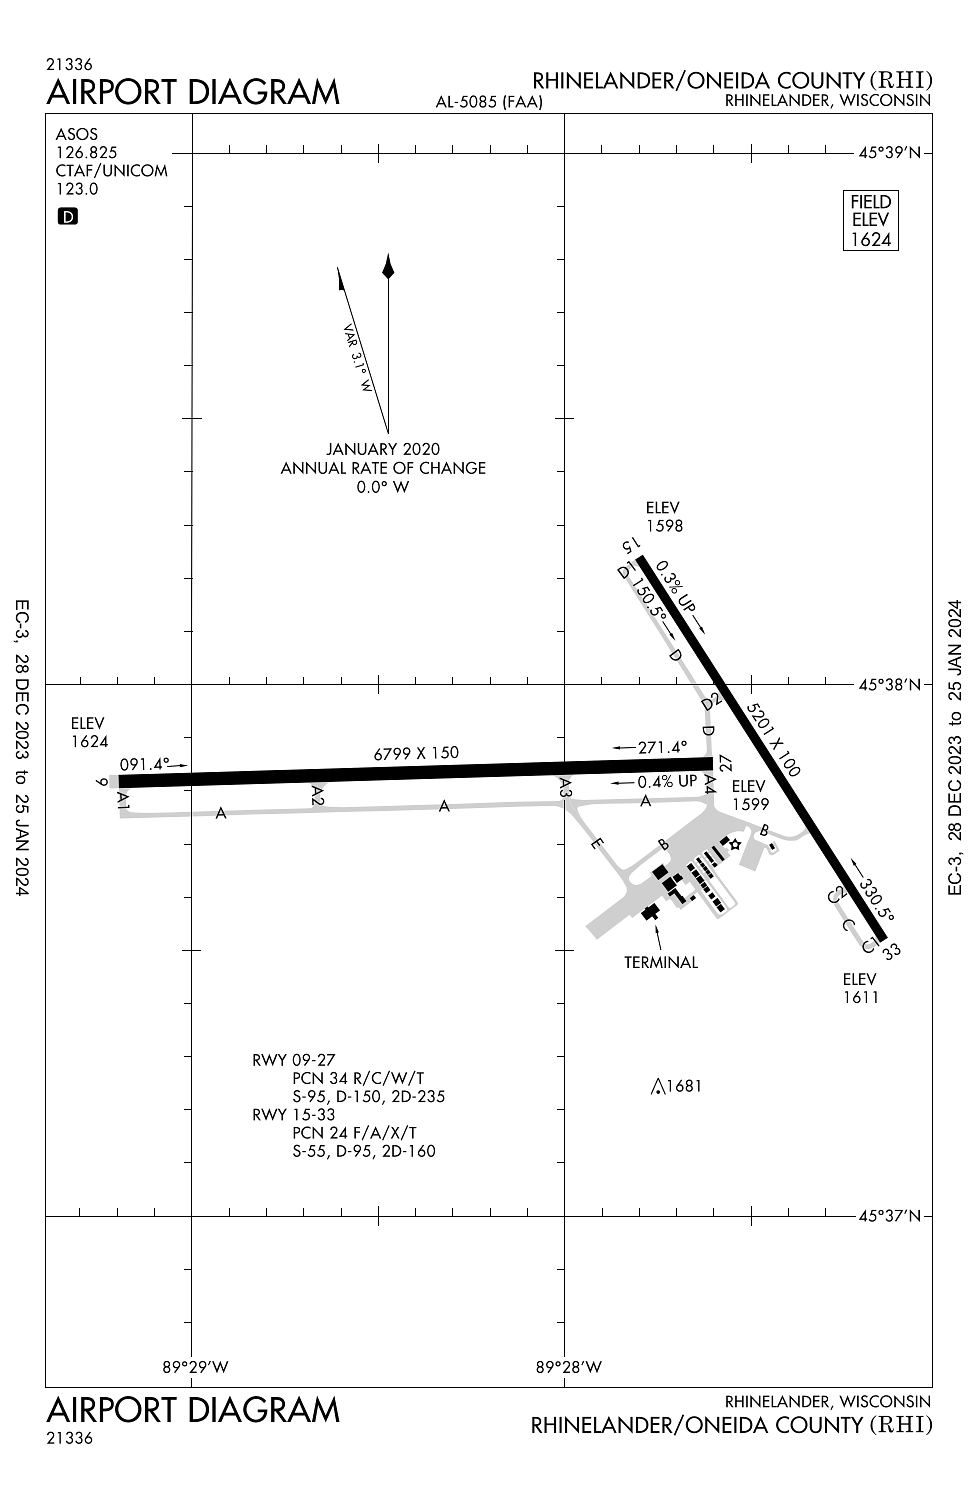 21336
AIRPORT DIAGRAM
AL-5085 (FAA)
RHINELANDER/ONEIDA COUNTY (RHI)
RHINELANDER, WISCONSIN
ASOS
126.825
CTAF/UNICOM
123.0
D
45°39'N
FIELD
ELEV
1624
VAR 3.1° W
JANUARY 2020
ANNUAL RATE OF CHANGE
0.0° W
ELEV
1598
15
D1
0.3% UP
150.5°
D
EC-3, 28 DEC 2023 to 25 JAN 2024
EC-3, 28 DEC 2023 to 25 JAN 2024
45°38'N
D2
D
5201 X 100
ELEV
1624
9
091.4°
6799 X 150
271.4°
27
0.4% UP
ELEV
1599
A1
A2
A3
A4
A
A
A
E
B
B
C2
330.5°
C
C1
33
TERMINAL
ELEV
1611
RWY 09-27
PCN 34 R/C/W/T
S-95, D-150, 2D-235
RWY 15-33
PCN 24 F/A/X/T
S-55, D-95, 2D-160
1681
45°37'N
89°29'W
89°28'W
AIRPORT DIAGRAM
21336
RHINELANDER, WISCONSIN
RHINELANDER/ONEIDA COUNTY (RHI)